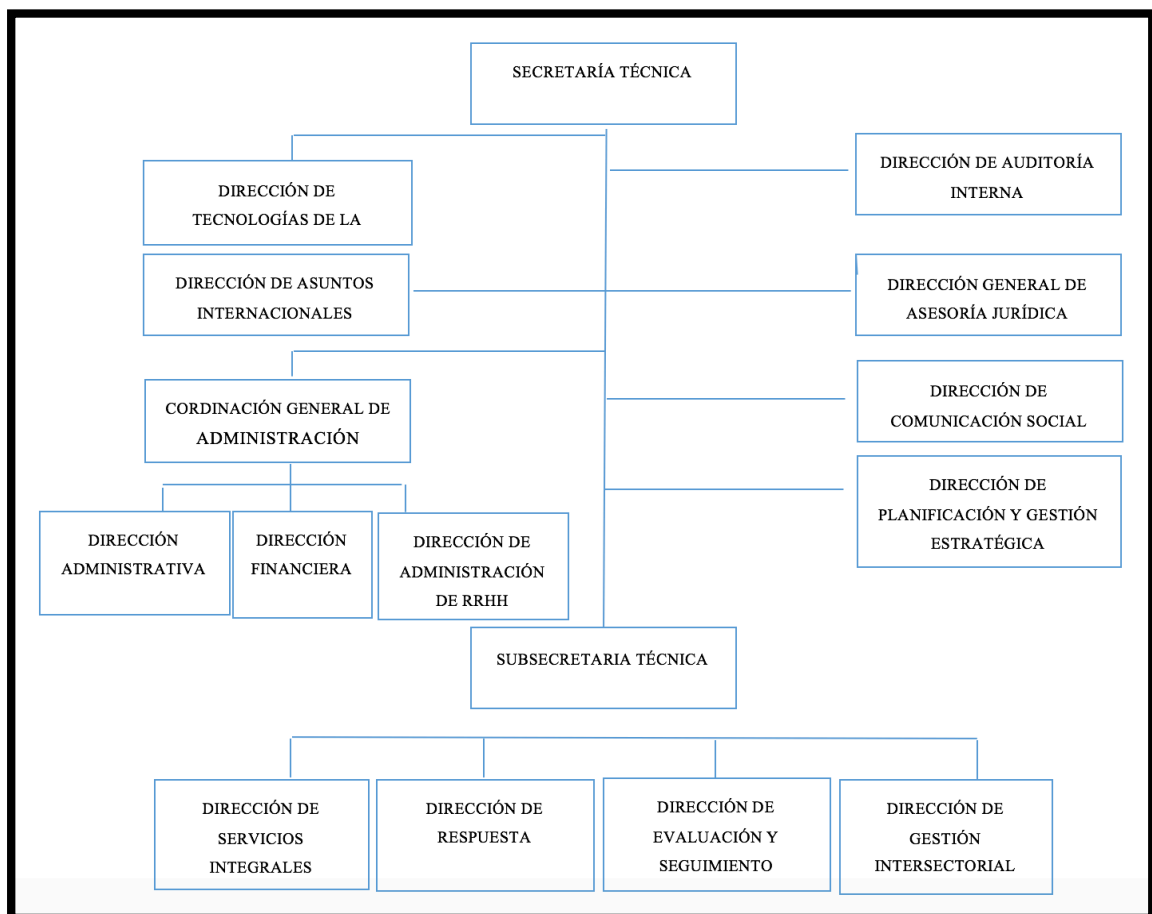 SECRETARÍA TÉCNICA
DIRECCIÓN DE AUDITORÍA
INTERNA
DIRECCIÓN DE
TECNOLOGÍAS DE LA
DIRECCIÓN DE ASUNTOS
INTERNACIONALES
DIRECCIÓN GENERAL DE
ASESORÍA JURÍDICA
CORDINACIÓN GENERAL DE
ADMINISTRACIÓN
DIRECCIÓN DE
COMUNICACIÓN SOCIAL
DIRECCIÓN DE
PLANIFICACIÓN Y GESTIÓN
ESTRATÉGICA
DIRECCIÓN
ADMINISTRATIVA
DIRECCIÓN
FINANCIERA
DIRECCIÓN DE
ADMINISTRACIÓN
DE RRHH
SUBSECRETARIA TÉCNICA
DIRECCIÓN DE
SERVICIOS
INTEGRALES
DIRECCIÓN DE
RESPUESTA
DIRECCIÓN DE
EVALUACIÓN Y
SEGUIMIENTO
DIRECCIÓN DE
GESTIÓN
INTERSECTORIAL